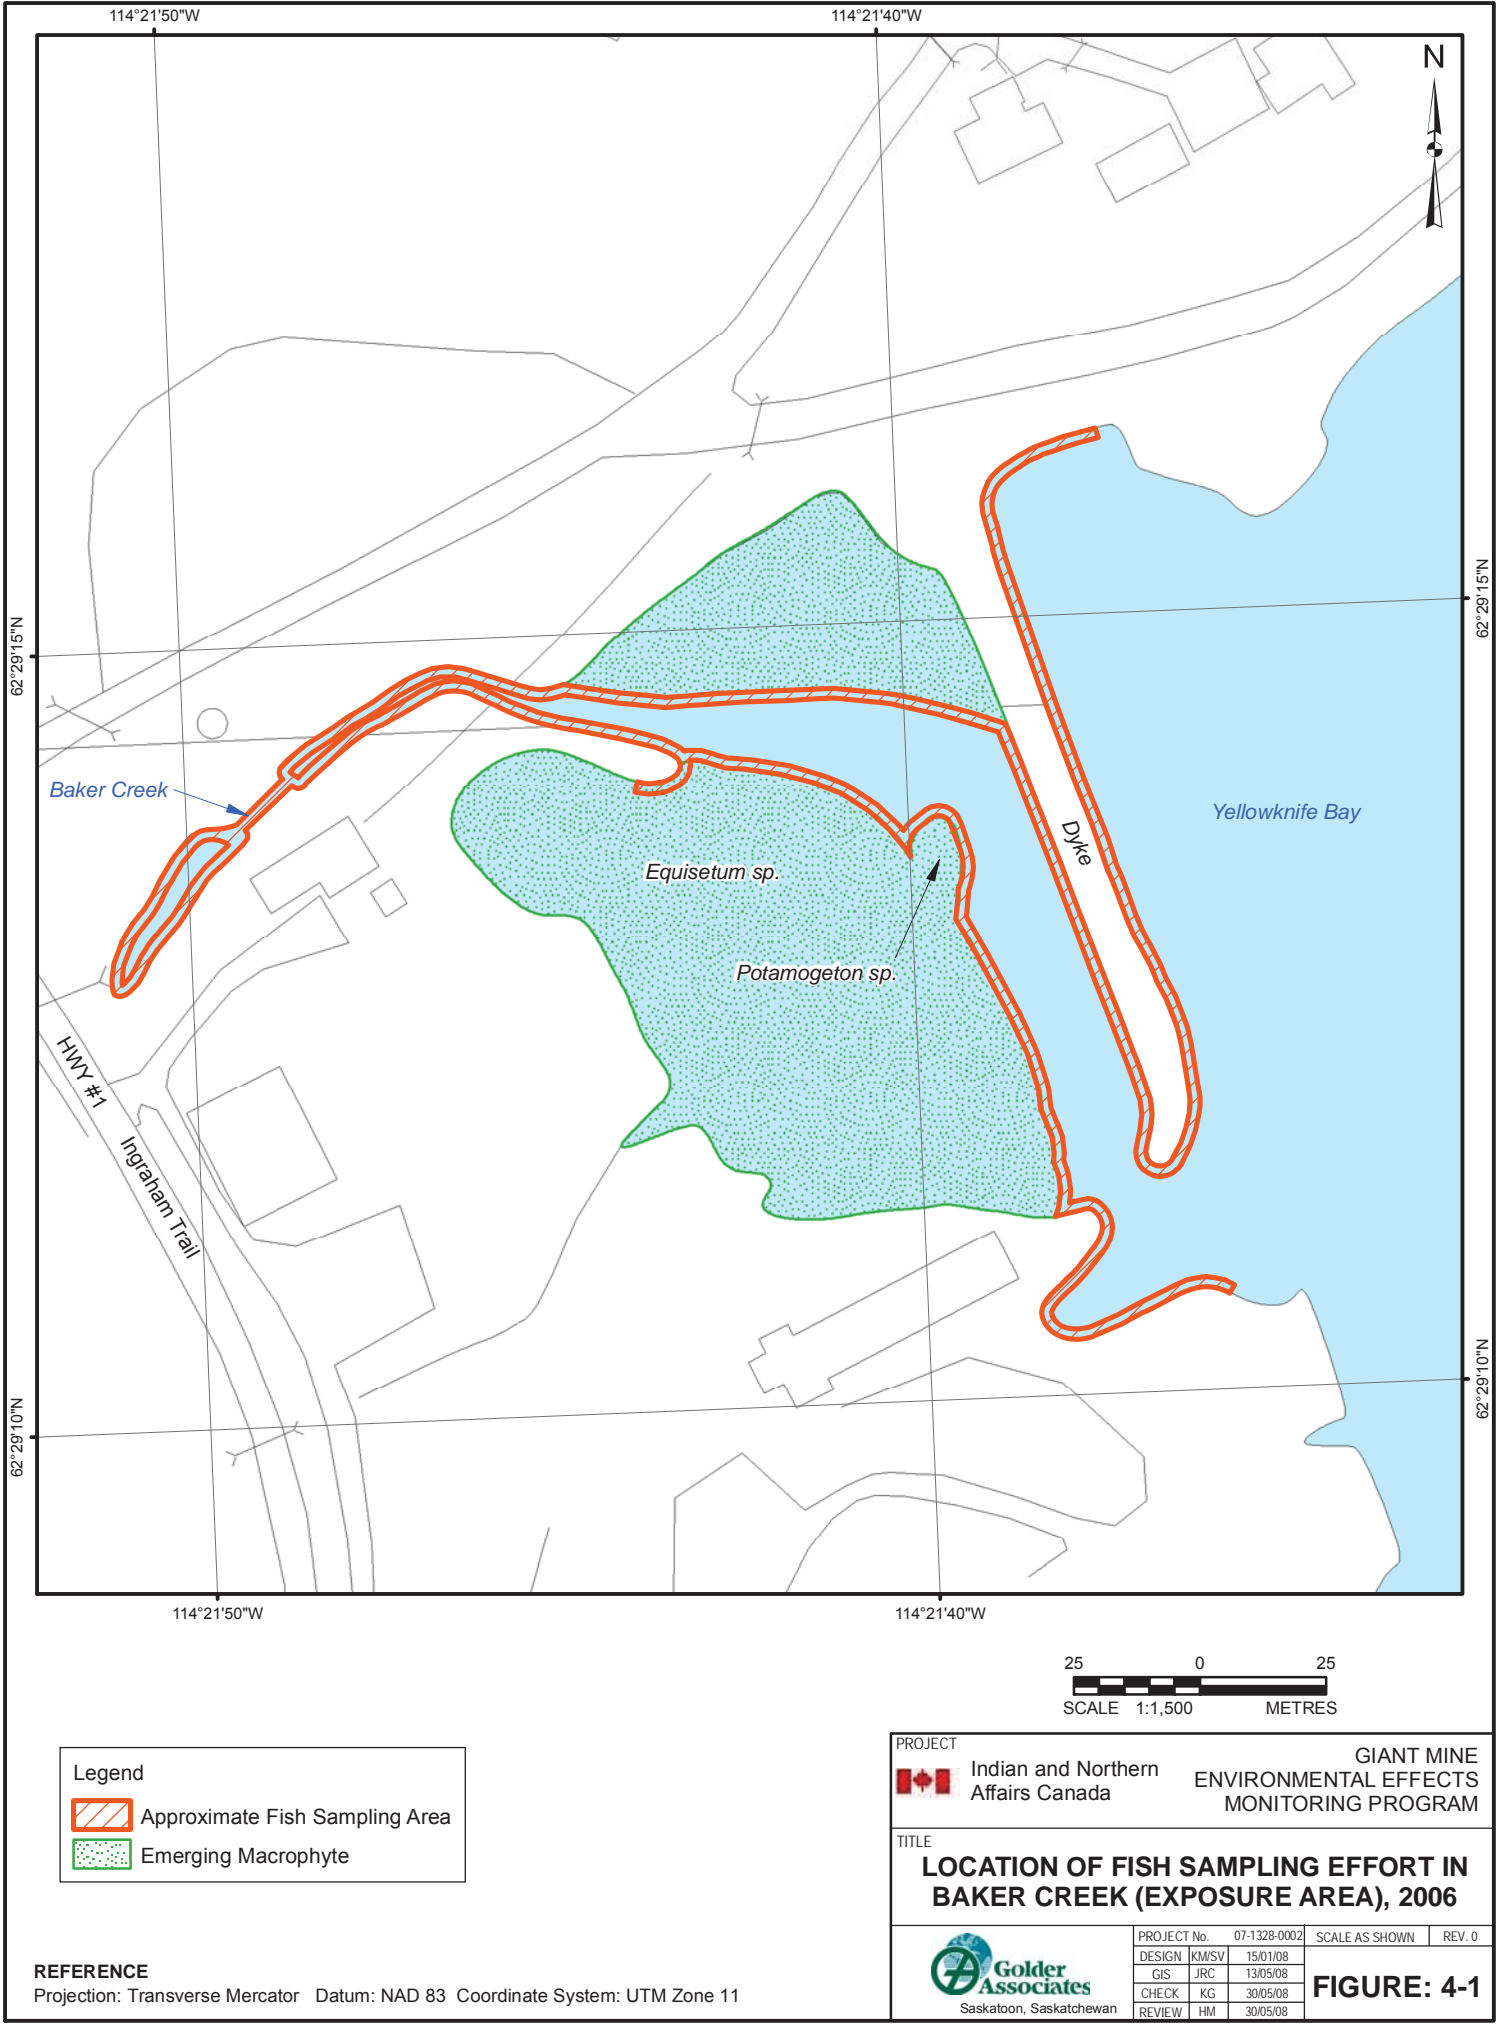 114°21'50"W
114°21'40"W
N
62°29'15"N
62°29'15"N
Baker Creek
Yellowknife Bay
Dyke
Equisetum sp.
Potamogeton sp.
HWY #1
Ingraham Trail
62°29'10"N
62°29'10"N
114°21'50"W
114°21'40"W
25 0 25
SCALE 1:1,500 METRES
Legend
Approximate Fish Sampling Area
Emerging Macrophyte
PROJECT
Indian and Northern
Affairs Canada
GIANT MINE
ENVIRONMENTAL EFFECTS
MONITORING PROGRAM
TITLE
LOCATION OF FISH SAMPLING EFFORT IN
BAKER CREEK (EXPOSURE AREA), 2006
Golder
Associates
Saskatoon, Saskatchewan
PROJECT No. 07-1328-0002 SCALE AS SHOWN REV. 0
DESIGN KM/SV 15/01/08
GIS JRC 13/05/08
CHECK KG 30/05/08
REVIEW HM 30/05/08
FIGURE: 4-1
REFERENCE
Projection: Transverse Mercator Datum: NAD 83 Coordinate System: UTM Zone 11